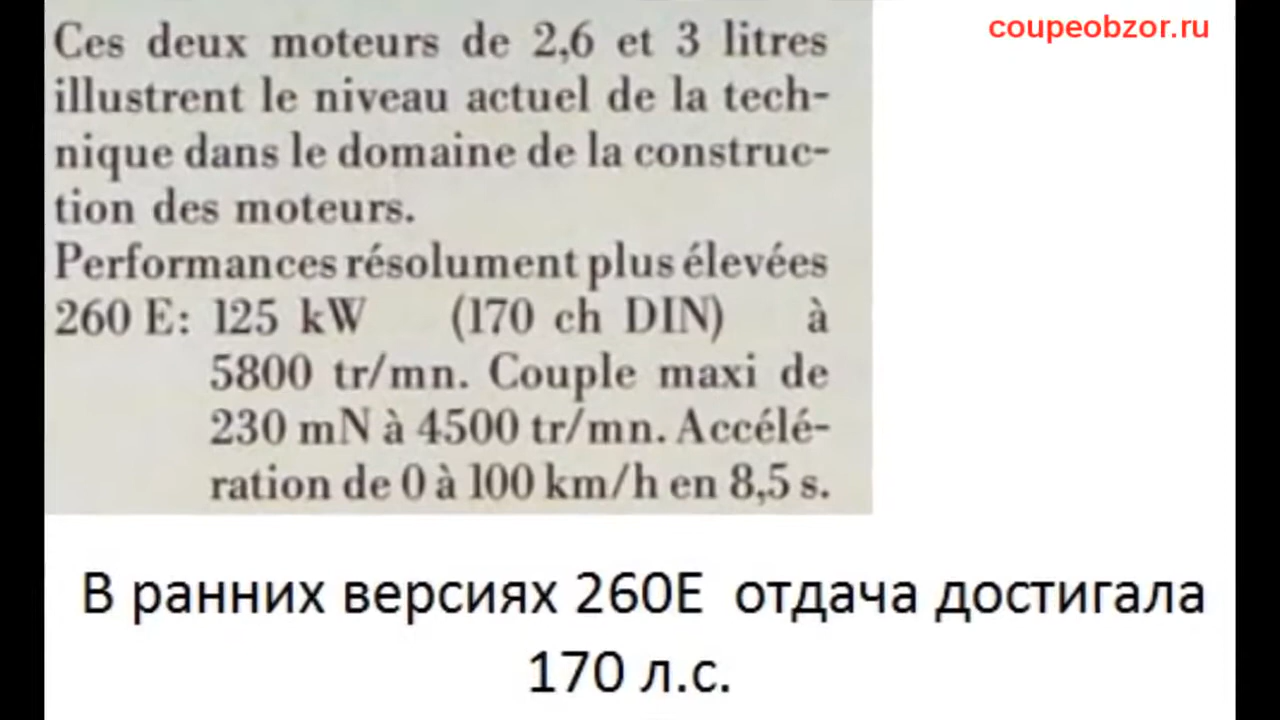 coupeobzor.ru
Ces deux moteurs de 2,6 et 3 litres
illustrent le niveau actuel de la tech-
nique dans le domaine de la construc-
tion des moteurs.
Performances résolument plus élevées
260 E: 125 kW (170 ch DIN) à
5800 tr/mn. Couple maxi de
230 mN à 4500 tr/mn. Accélé-
ration de 0 à 100 km/h en 8,5 s.
В ранних версиях 260Е отдача достигала
170 л.с.